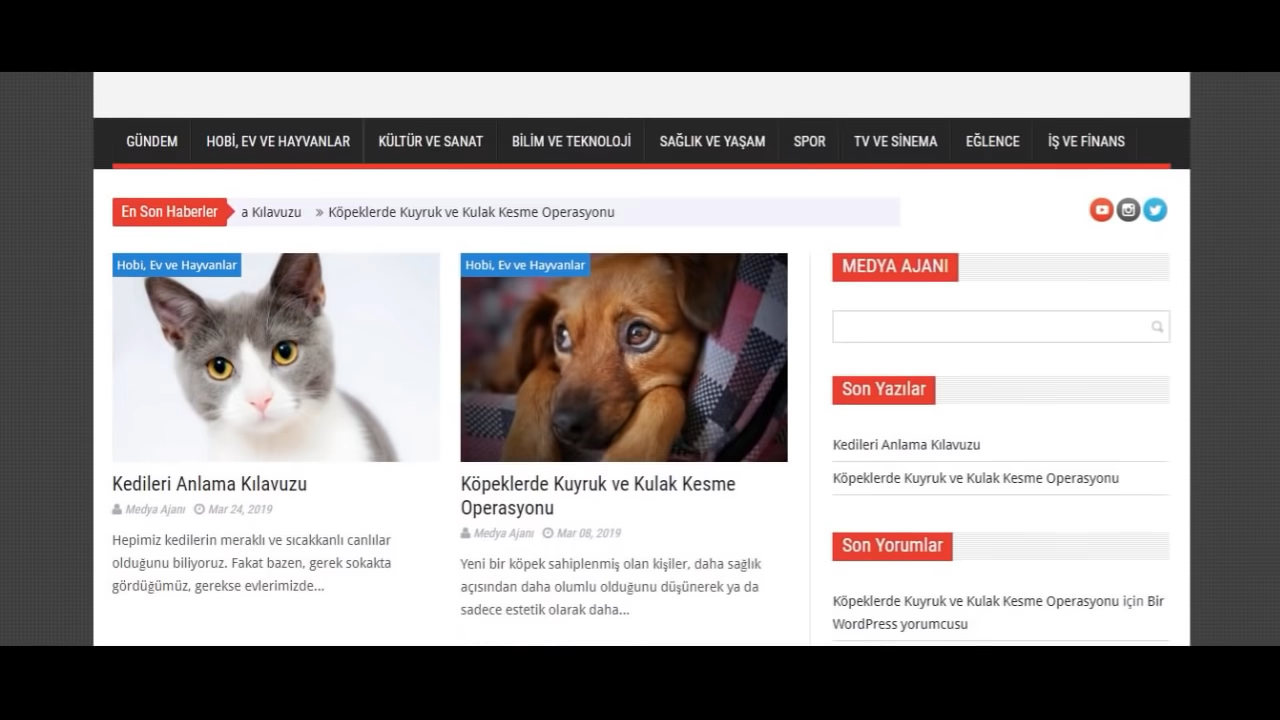 GÜNDEM HOBİ, EV VE HAYVANLAR KÜLTÜR VE SANAT BİLİM VE TEKNOLOJİ SAĞLIK VE YAŞAM SPOR TV VE SİNEMA EĞLENCE İŞ VE FİNANS
En Son Haberler a Kılavuzu » Köpeklerde Kuyruk ve Kulak Kesme Operasyonu
Hobi, Ev ve Hayvanlar
Kedileri Anlama Kılavuzu
Medya Ajanı Mar 24, 2019
Hepimiz kedilerin meraklı ve sıcakkanlı canlılar
olduğunu biliyoruz. Fakat bazen, gerek sokakta
gördüğümüz, gerekse evlerimizde...
Hobi, Ev ve Hayvanlar
Köpeklerde Kuyruk ve Kulak Kesme
Operasyonu
Medya Ajanı Mar 08, 2019
Yeni bir köpek sahiplenmiş olan kişiler, daha sağlık
açısından daha olumlu olduğunu düşünerek ya da
sadece estetik olarak daha...
MEDYA AJANI
Son Yazılar
Kedileri Anlama Kılavuzu
Köpeklerde Kuyruk ve Kulak Kesme Operasyonu
Son Yorumlar
Köpeklerde Kuyruk ve Kulak Kesme Operasyonu için Bir
WordPress yorumcusu